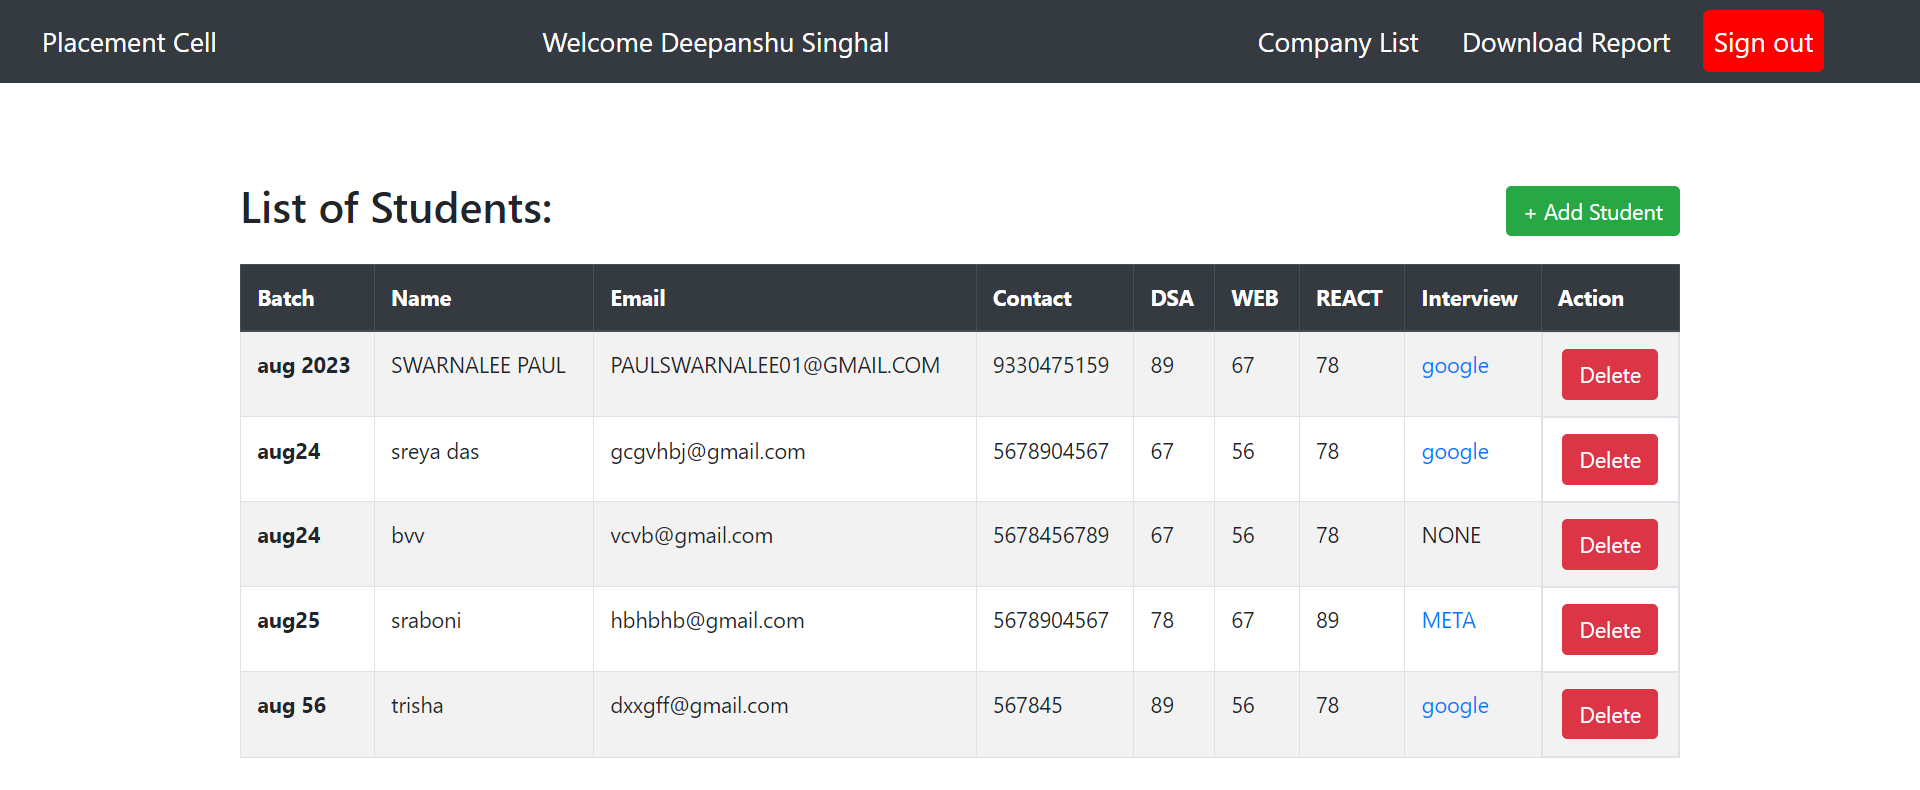 Placement Cell Welcome Deepanshu Singhal Company List Download Report Sign out
List of Students: + Add Student
Batch Name Email Contact DSA WEB REACT Interview Action
aug 2023 SWARNALEE PAUL PAULSWARNALEE01@GMAIL.COM 9330475159 89 67 78 google Delete
aug24 sreya das gcgvhbj@gmail.com 5678904567 67 56 78 google Delete
aug24 bvv vcvb@gmail.com 5678456789 67 56 78 NONE Delete
aug25 sraboni hbhbhb@gmail.com 5678904567 78 67 89 META Delete
aug 56 trisha dxxgff@gmail.com 567845 89 56 78 google Delete